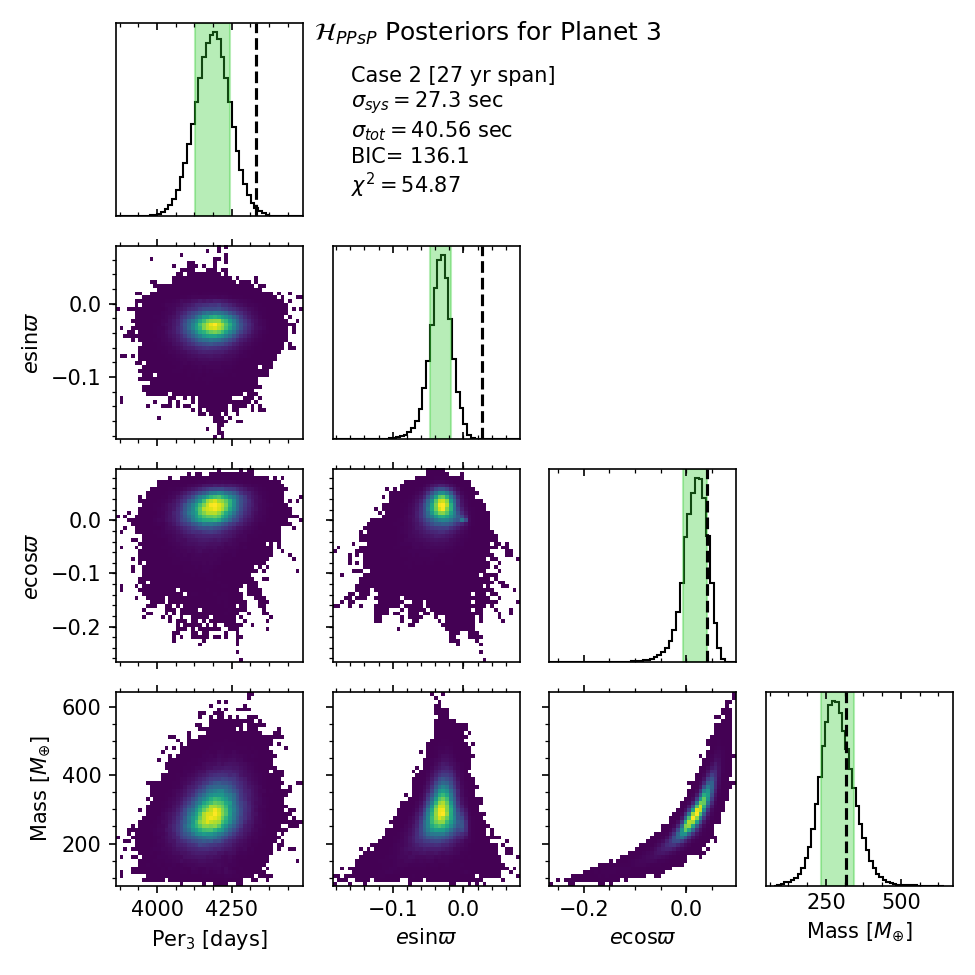 𝓗_PPsP Posteriors for Planet 3
Case 2 [27 yr span]
σ_sys = 27.3 sec
σ_tot = 40.56 sec
BIC= 136.1
χ² = 54.87
esinϖ
0.0
−0.1
ecosϖ
0.0
−0.1
−0.2
Mass [M⊕]
600
400
200
4000 4250
Per₃ [days]
−0.1 0.0
esinϖ
−0.2 0.0
ecosϖ
250 500
Mass [M⊕]